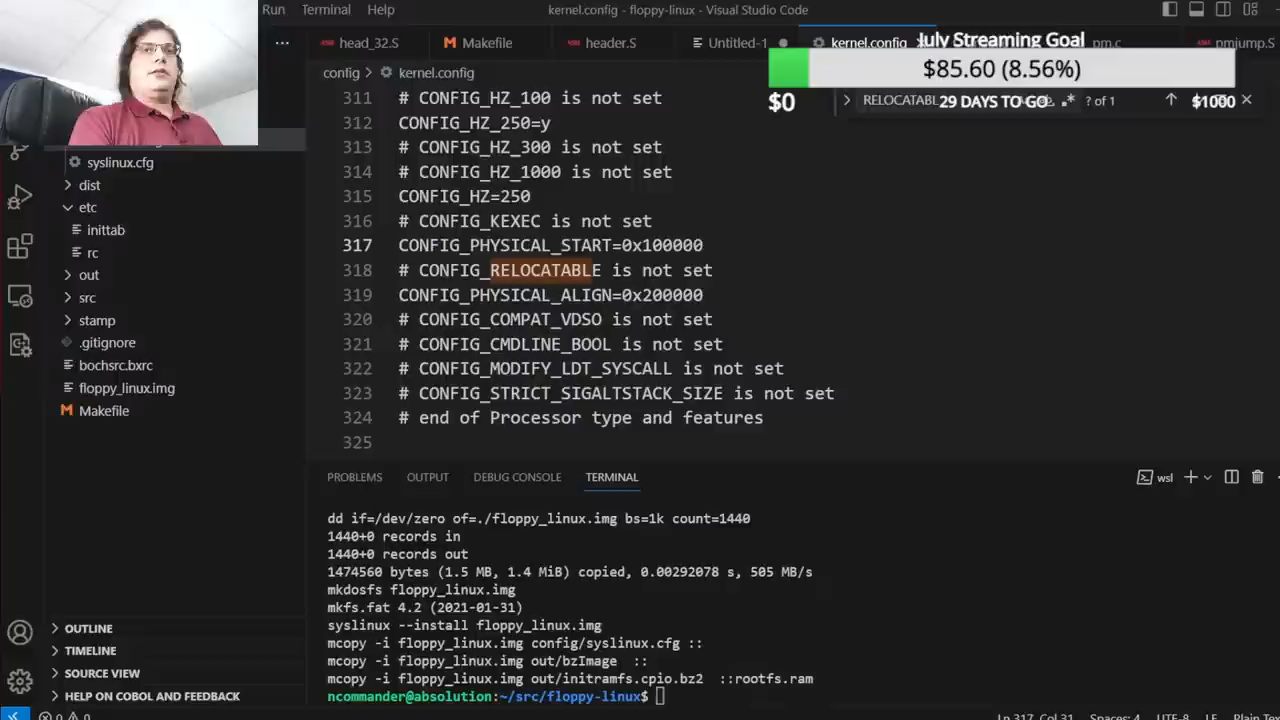 Run Terminal Help kernel.config - floppy-linux - Visual Studio Code
head_32.S Makefile header.S Untitled-1 kernel.config pm.c pmjump.S
July Streaming Goal
$85.60 (8.56%)
$0 29 DAYS TO GO $1000
config > kernel.config
RELOCATABL ? of 1
311 # CONFIG_HZ_100 is not set
312 CONFIG_HZ_250=y
313 # CONFIG_HZ_300 is not set
314 # CONFIG_HZ_1000 is not set
315 CONFIG_HZ=250
316 # CONFIG_KEXEC is not set
317 CONFIG_PHYSICAL_START=0x100000
318 # CONFIG_RELOCATABLE is not set
319 CONFIG_PHYSICAL_ALIGN=0x200000
320 # CONFIG_COMPAT_VDSO is not set
321 # CONFIG_CMDLINE_BOOL is not set
322 # CONFIG_MODIFY_LDT_SYSCALL is not set
323 # CONFIG_STRICT_SIGALTSTACK_SIZE is not set
324 # end of Processor type and features
325
syslinux.cfg
dist
etc
inittab
rc
out
src
stamp
.gitignore
bochsrc.bxrc
floppy_linux.img
Makefile
OUTLINE
TIMELINE
SOURCE VIEW
HELP ON COBOL AND FEEDBACK
PROBLEMS OUTPUT DEBUG CONSOLE TERMINAL wsl
dd if=/dev/zero of=./floppy_linux.img bs=1k count=1440
1440+0 records in
1440+0 records out
1474560 bytes (1.5 MB, 1.4 MiB) copied, 0.00292078 s, 505 MB/s
mkdosfs floppy_linux.img
mkfs.fat 4.2 (2021-01-31)
syslinux --install floppy_linux.img
mcopy -i floppy_linux.img config/syslinux.cfg ::
mcopy -i floppy_linux.img out/bzImage ::
mcopy -i floppy_linux.img out/initramfs.cpio.bz2 ::rootfs.ram
ncommander@absolution:~/src/floppy-linux$
0 0 Ln 317, Col 31 Spaces: 4 UTF-8 LF Plain Te